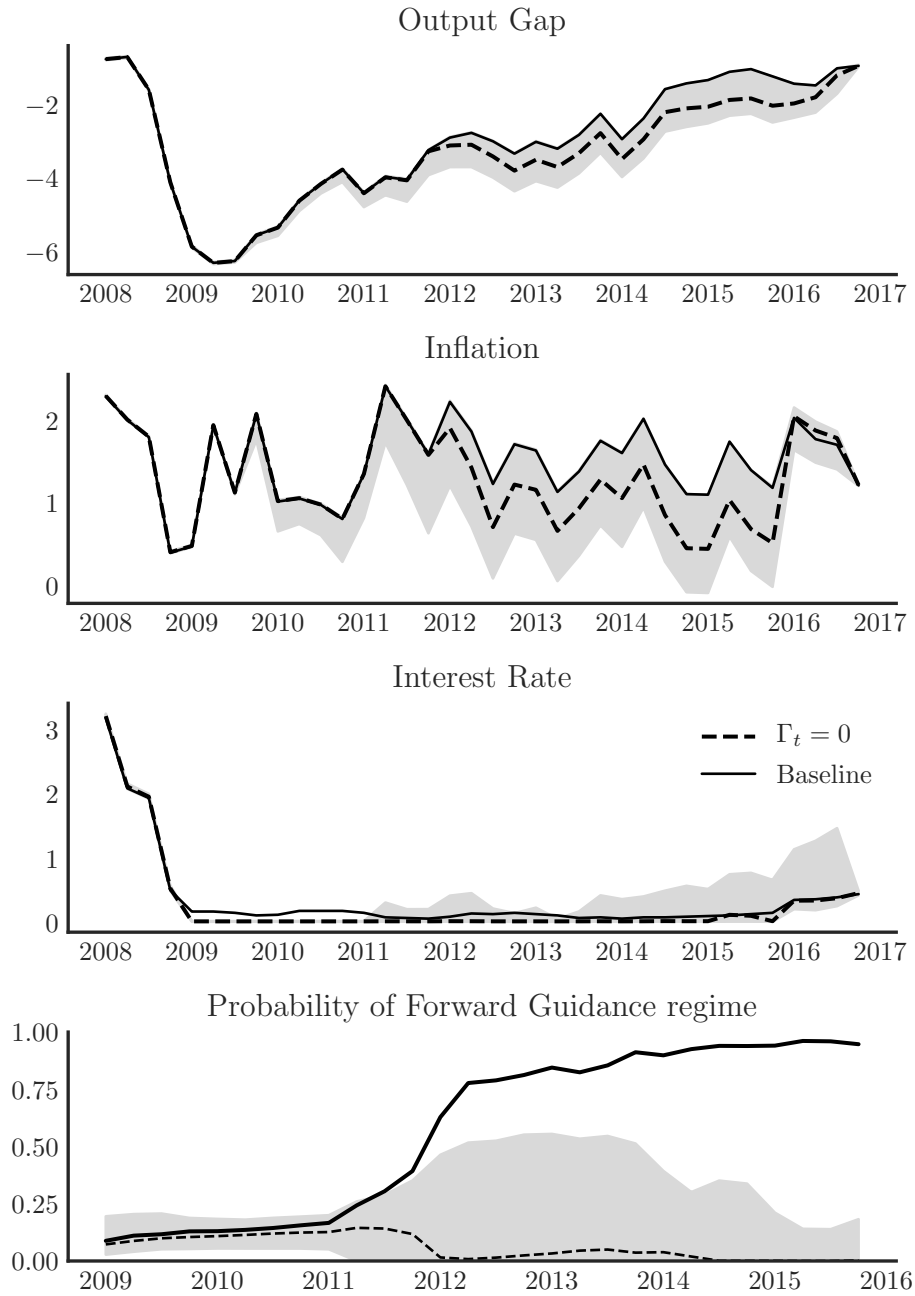 Output Gap
−2
−4
−6
2008 2009 2010 2011 2012 2013 2014 2015 2016 2017
Inflation
2
1
0
2008 2009 2010 2011 2012 2013 2014 2015 2016 2017
Interest Rate
3
2
1
0
Γt = 0
Baseline
2008 2009 2010 2011 2012 2013 2014 2015 2016 2017
Probability of Forward Guidance regime
1.00
0.75
0.50
0.25
0.00
2009 2010 2011 2012 2013 2014 2015 2016